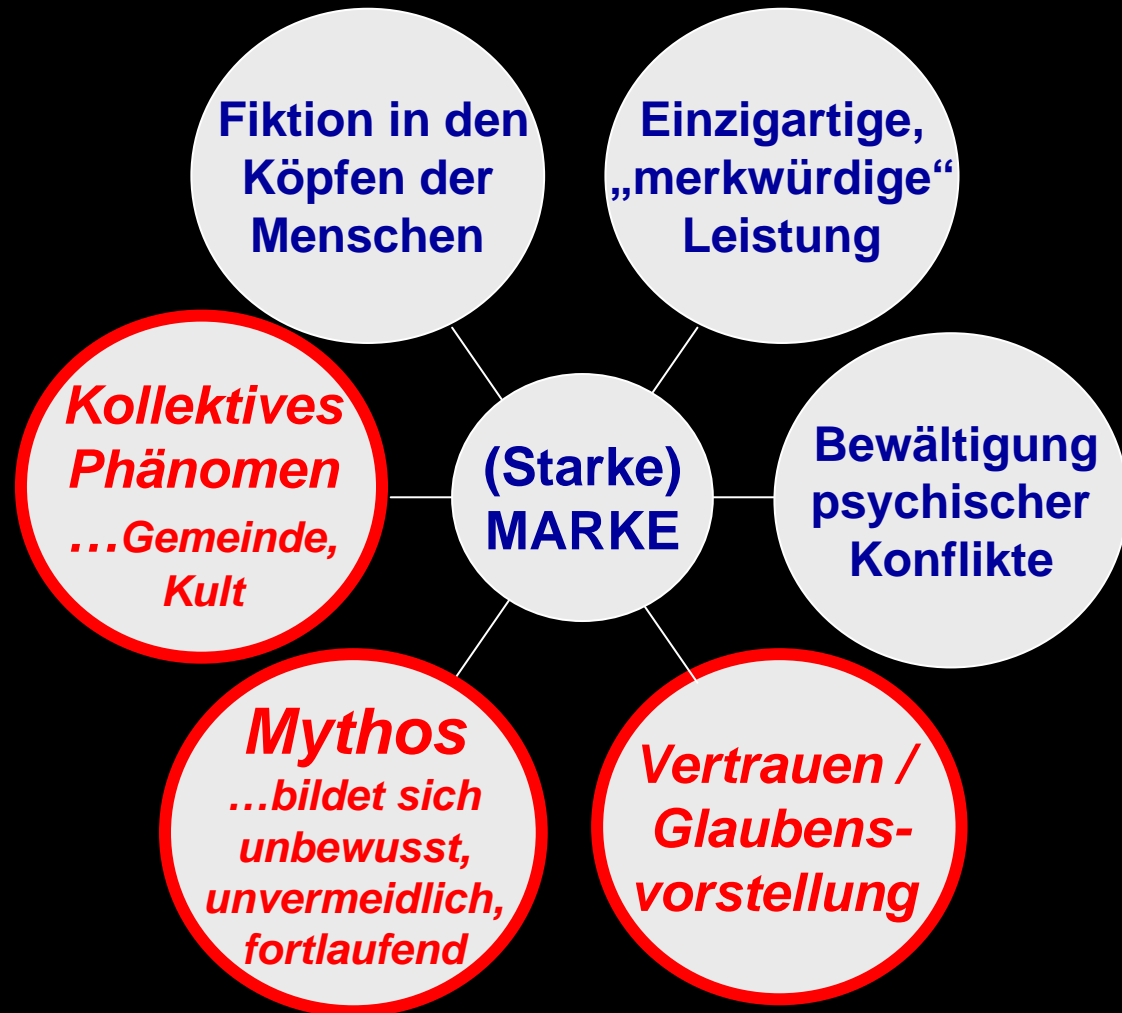 Fiktion in den
Köpfen der
Menschen
Einzigartige,
„merkwürdige“
Leistung
Kollektives
Phänomen
…Gemeinde,
Kult
(Starke)
MARKE
Bewältigung
psychischer
Konflikte
Mythos
…bildet sich
unbewusst,
unvermeidlich,
fortlaufend
Vertrauen /
Glaubens-
vorstellung